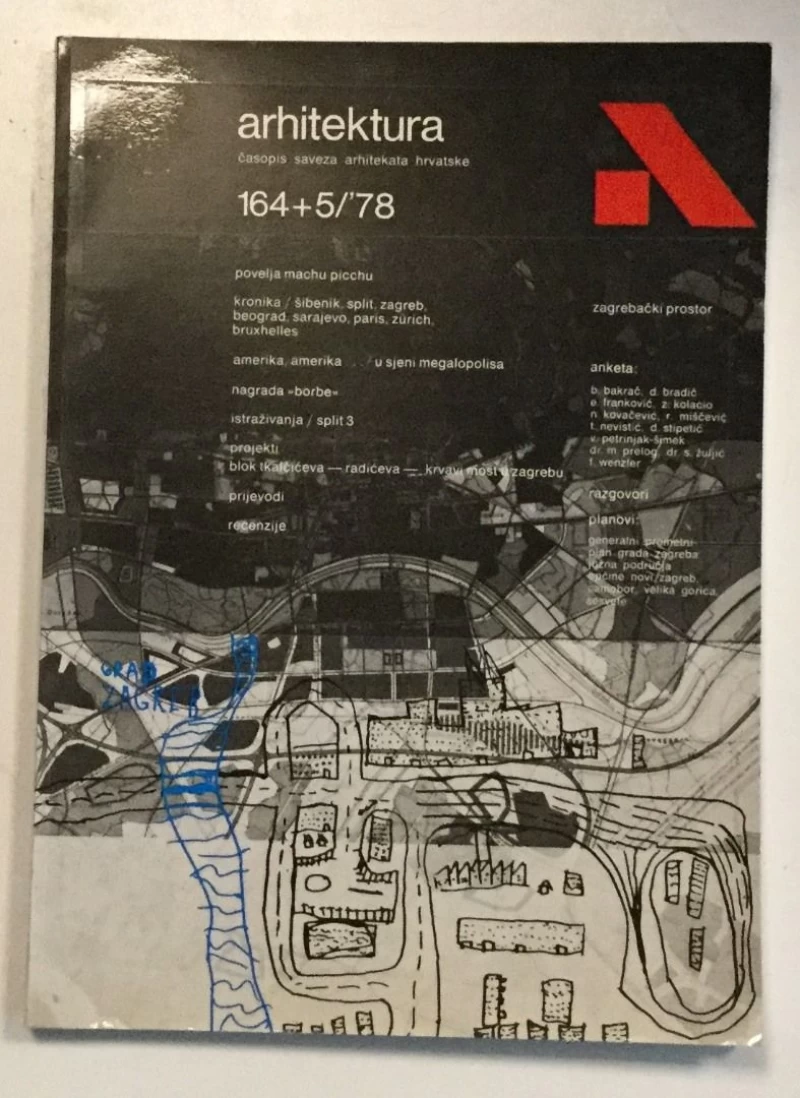 arhitektura
časopis saveza arhitekata hrvatske
164+5/'78
povelja machu picchu
kronika / šibenik, split, zagreb,
beograd, sarajevo, paris, zürich,
bruxhelles
amerika, amerika . . . / u sjeni megalopolisa
nagrada »borbe«
istraživanja / split 3
projekti
blok tkalčićeva — radićeva — krvavi most u zagrebu
prijevodi
recenzije
zagrebački prostor
anketa:
b. bakrač, d. bradić
e. franković, z. kolacio
n. kovačević, r. miščević
t. nevistić, d. stipetić
v. petrinjak-šimek
dr. m. prelog, dr. s. žuljić
f. wenzler
razgovori
planovi:
generalni prometni
plan grada zagreba
južna područja
općine novi/zagreb,
samobor, velika gorica,
sesvete
GRAD
ZAGREB